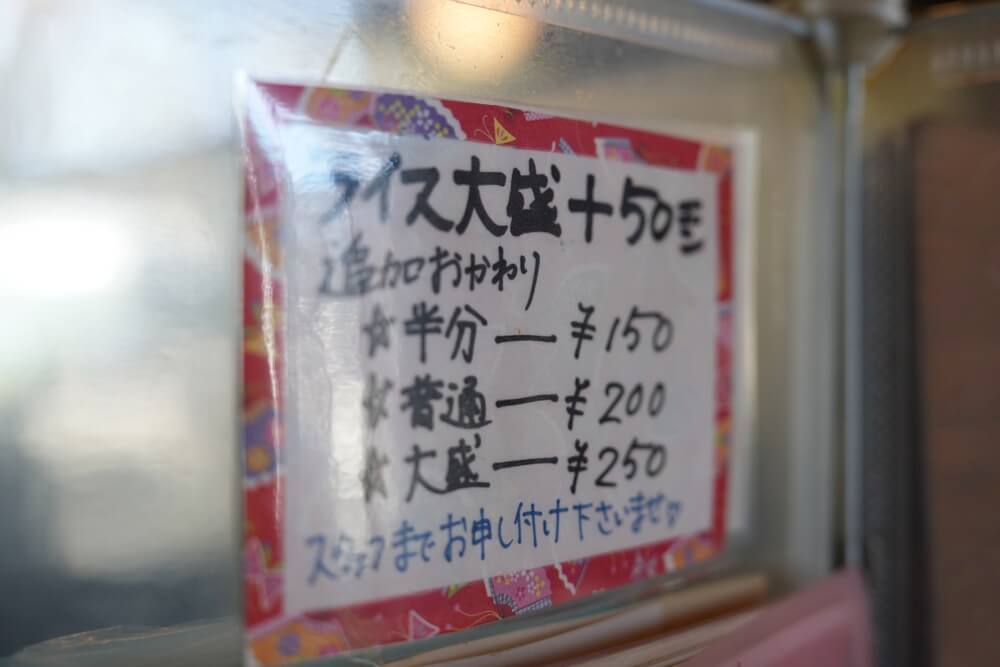 ライス大盛+50円
追加おかわり
☆半分―¥150
☆普通―¥200
☆大盛―¥250
スタッフまでお申し付け下さいませ♡